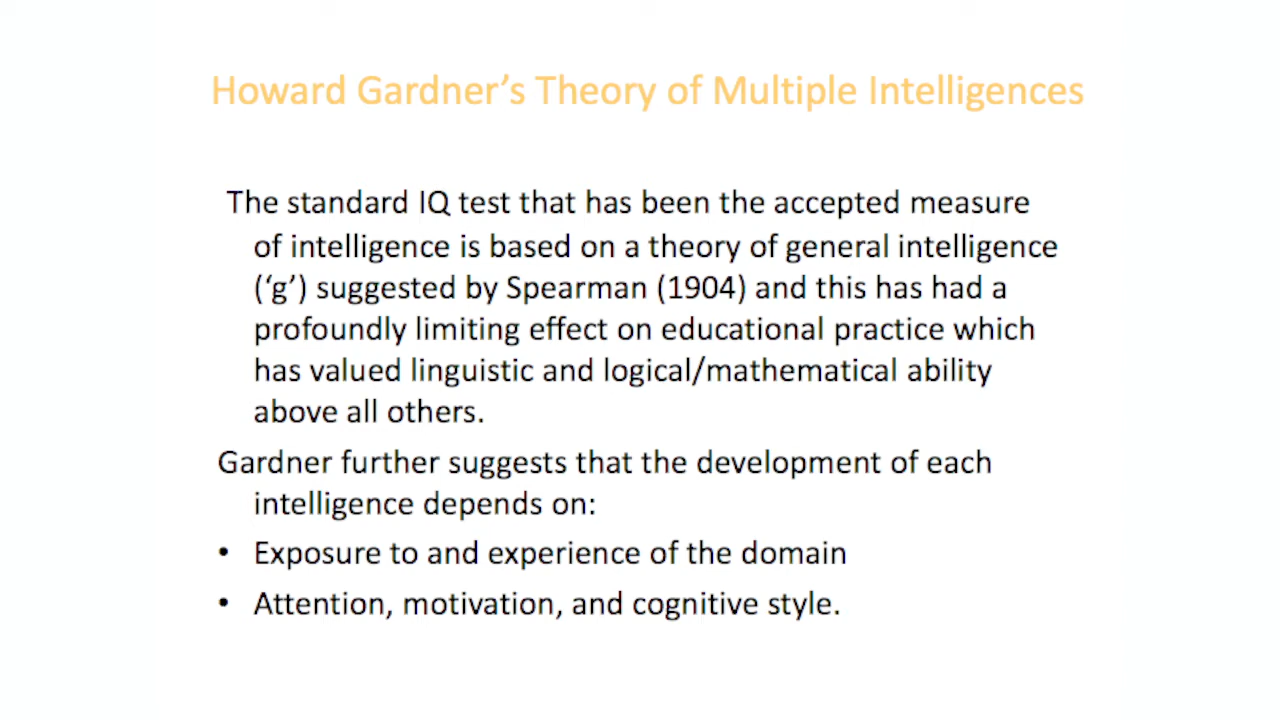 Howard Gardner’s Theory of Multiple Intelligences
The standard IQ test that has been the accepted measure
of intelligence is based on a theory of general intelligence
(‘g’) suggested by Spearman (1904) and this has had a
profoundly limiting effect on educational practice which
has valued linguistic and logical/mathematical ability
above all others.
Gardner further suggests that the development of each
intelligence depends on:
• Exposure to and experience of the domain
• Attention, motivation, and cognitive style.